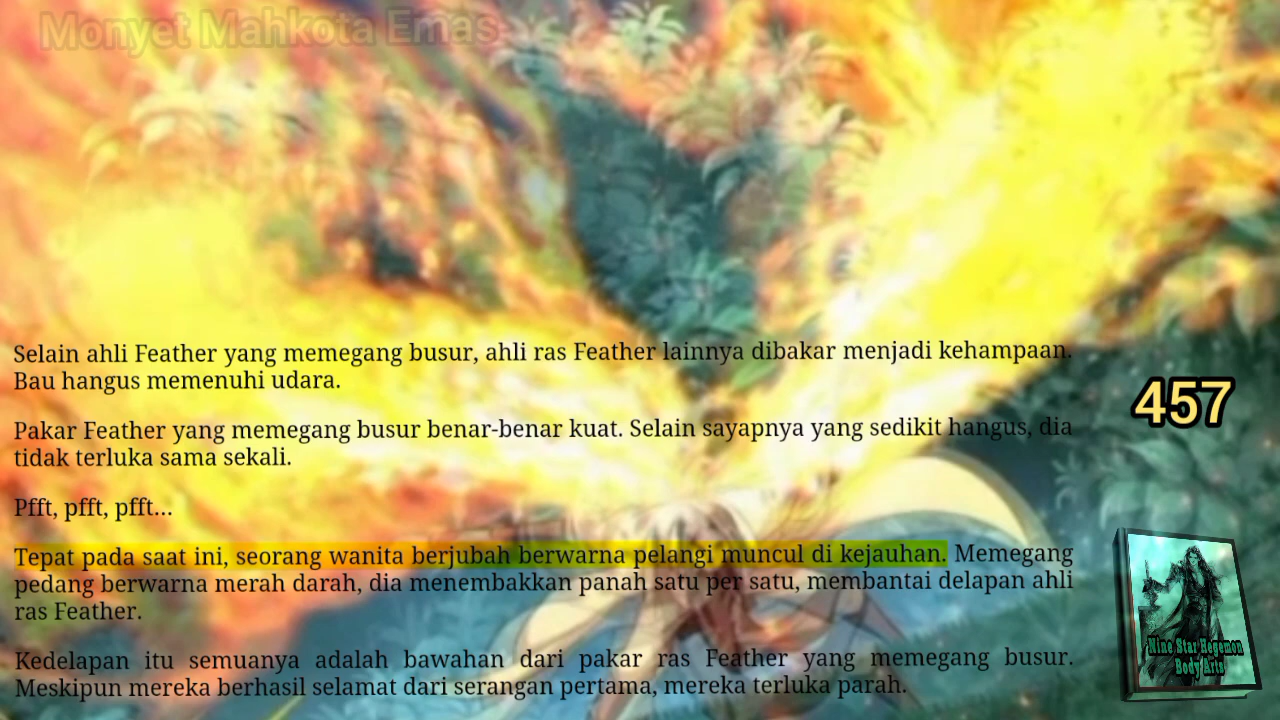 Monyet Mahkota Emas
Selain ahli Feather yang memegang busur, ahli ras Feather lainnya dibakar menjadi kehampaan.
Bau hangus memenuhi udara.
Pakar Feather yang memegang busur benar-benar kuat. Selain sayapnya yang sedikit hangus, dia
tidak terluka sama sekali.
Pfft, pfft, pfft...
Tepat pada saat ini, seorang wanita berjubah berwarna pelangi muncul di kejauhan. Memegang
pedang berwarna merah darah, dia menembakkan panah satu per satu, membantai delapan ahli
ras Feather.
Kedelapan itu semuanya adalah bawahan dari pakar ras Feather yang memegang busur.
Meskipun mereka berhasil selamat dari serangan pertama, mereka terluka parah.
457
Nine Star Hegemon
Body Arts